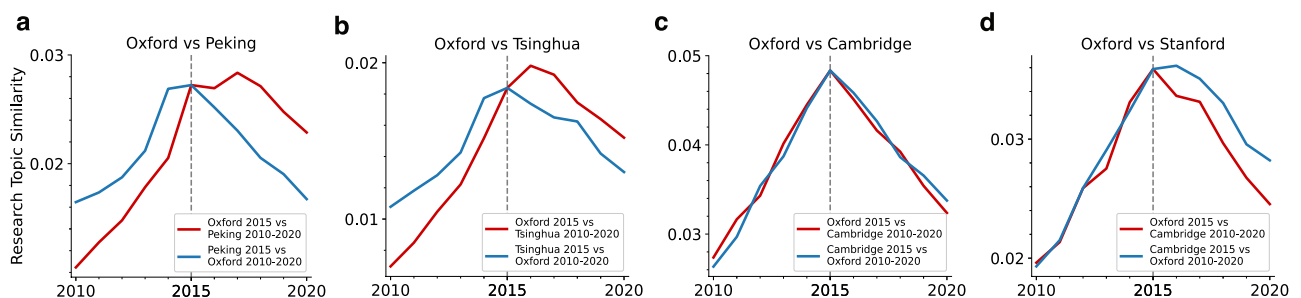 a
Oxford vs Peking
Research Topic Similarity
0.03
0.02
2010
2015
2020
Oxford 2015 vs
Peking 2010-2020
Peking 2015 vs
Oxford 2010-2020
b
Oxford vs Tsinghua
0.02
0.01
2010
2015
2020
Oxford 2015 vs
Tsinghua 2010-2020
Tsinghua 2015 vs
Oxford 2010-2020
c
Oxford vs Cambridge
0.05
0.04
0.03
2010
2015
2020
Oxford 2015 vs
Cambridge 2010-2020
Cambridge 2015 vs
Oxford 2010-2020
d
Oxford vs Stanford
0.03
0.02
2010
2015
2020
Oxford 2015 vs
Cambridge 2010-2020
Cambridge 2015 vs
Oxford 2010-2020